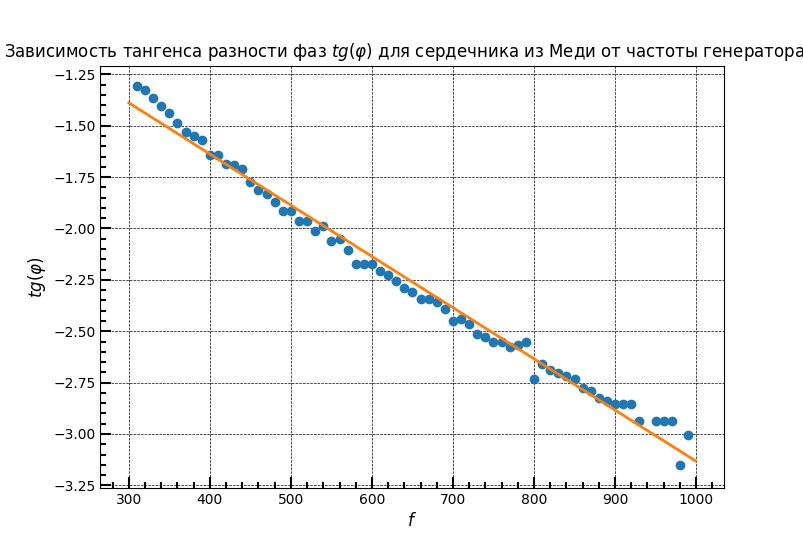 Зависимость тангенса разности фаз tg(φ) для сердечника из Меди от частоты генератора
−1.25
−1.50
−1.75
−2.00
−2.25
−2.50
−2.75
−3.00
−3.25
tg(φ)
300 400 500 600 700 800 900 1000
f